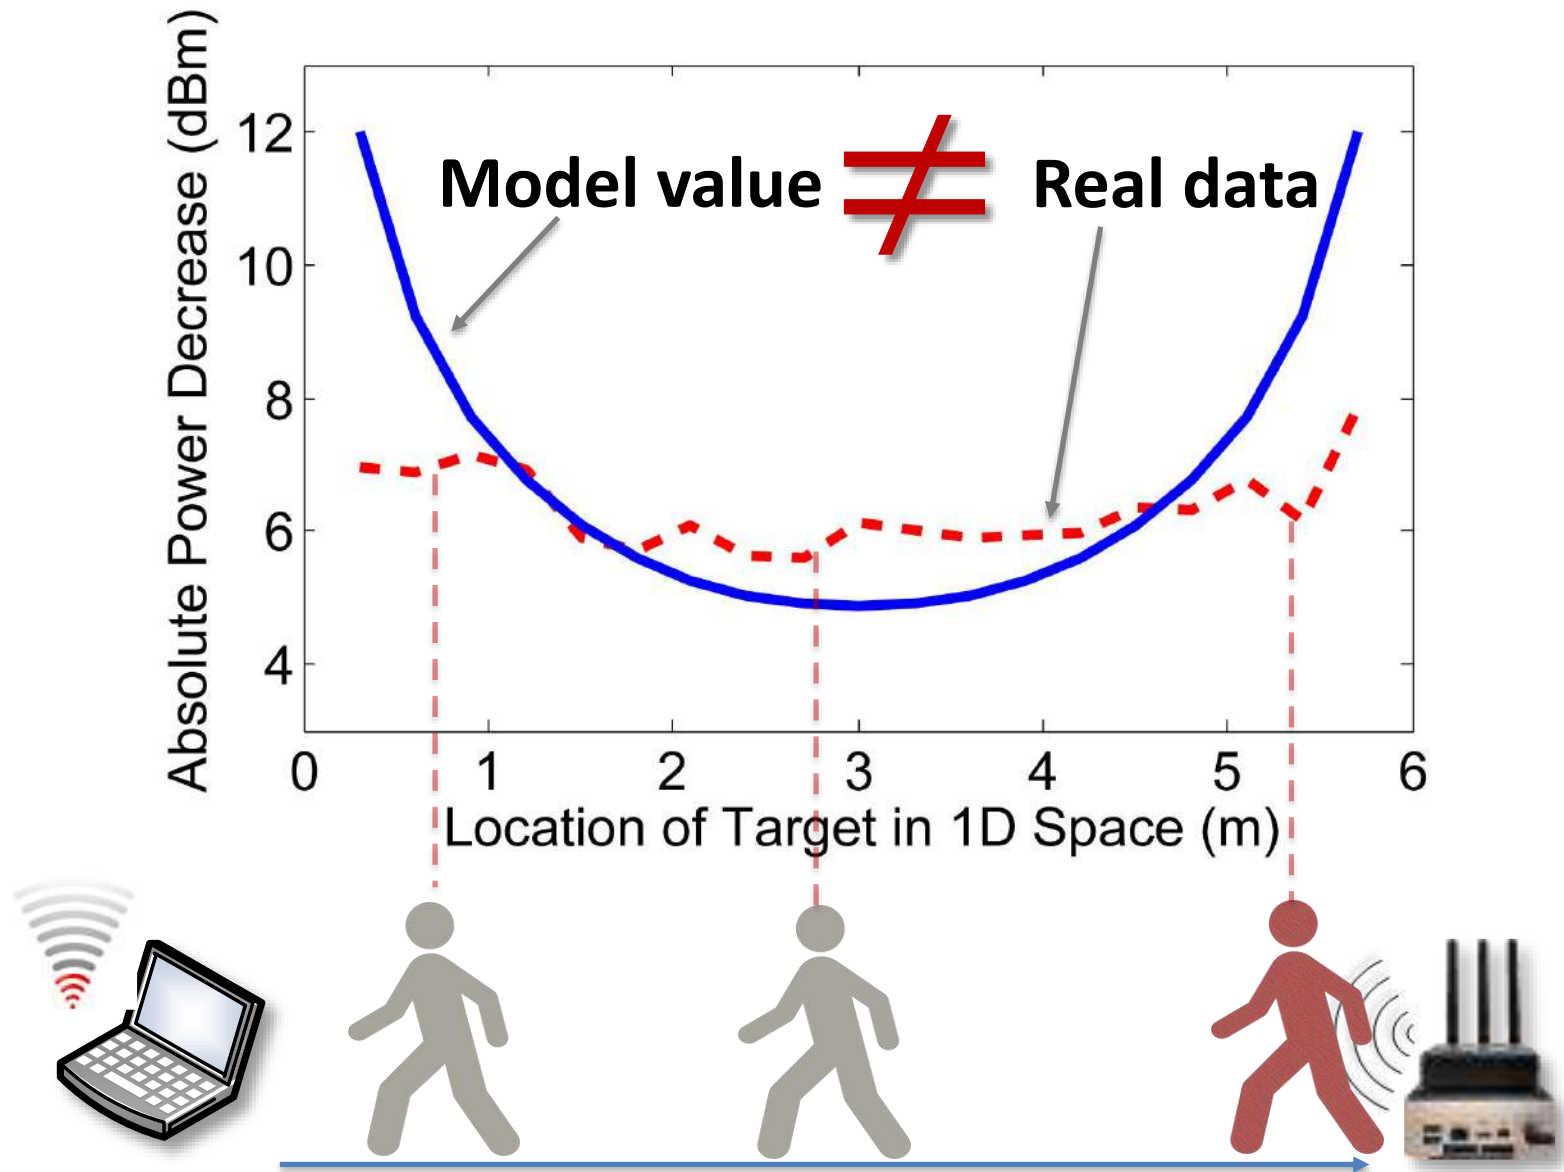 Absolute Power Decrease (dBm)
12
10
8
6
4
Model value ≠ Real data
0 1 2 3 4 5 6
Location of Target in 1D Space (m)